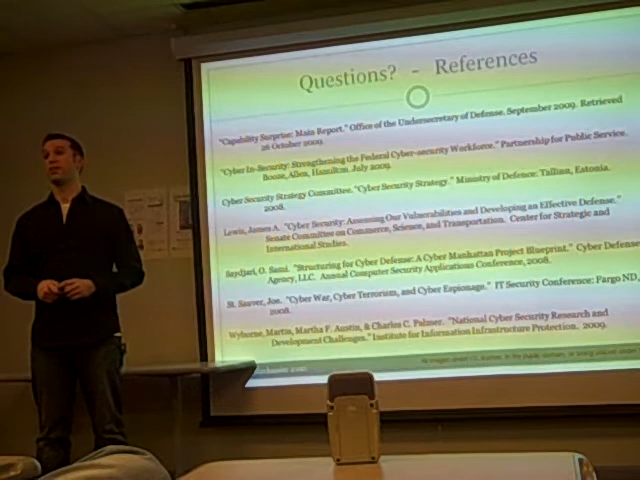 Questions? - References
"Capability Surprise: Main Report." Office of the Undersecretary of Defense. September 2009. Retrieved
26 October 2009.
"Cyber In-Security: Strengthening the Federal Cyber-security Workforce." Partnership for Public Service.
Booze, Allen, Hamilton. July 2009.
Cyber Security Strategy Committee. "Cyber Security Strategy." Ministry of Defence: Tallinn, Estonia.
2008.
Lewis, James A. "Cyber Security: Assessing Our Vulnerabilities and Developing an Effective Defense."
Senate Committee on Commerce, Science, and Transportation. Center for Strategic and
International Studies.
Saydjari, O. Sami. "Structuring for Cyber Defense: A Cyber Manhattan Project Blueprint." Cyber Defense
Agency, LLC. Annual Computer Security Applications Conference, 2008.
St. Sauver, Joe. "Cyber War, Cyber Terrorism, and Cyber Espionage." IT Security Conference: Fargo ND,
2008.
Wybourne, Martin, Martha F. Austin, & Charles C. Palmer. "National Cyber Security Research and
Development Challenges." Institute for Information Infrastructure Protection. 2009.